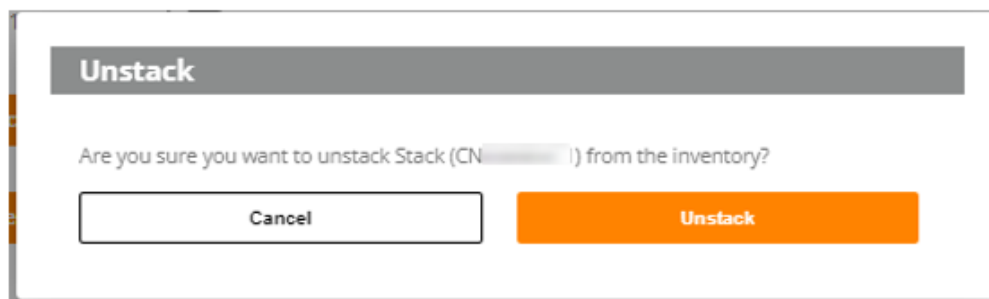 Unstack
Are you sure you want to unstack Stack (CN ) from the inventory?
Cancel
Unstack